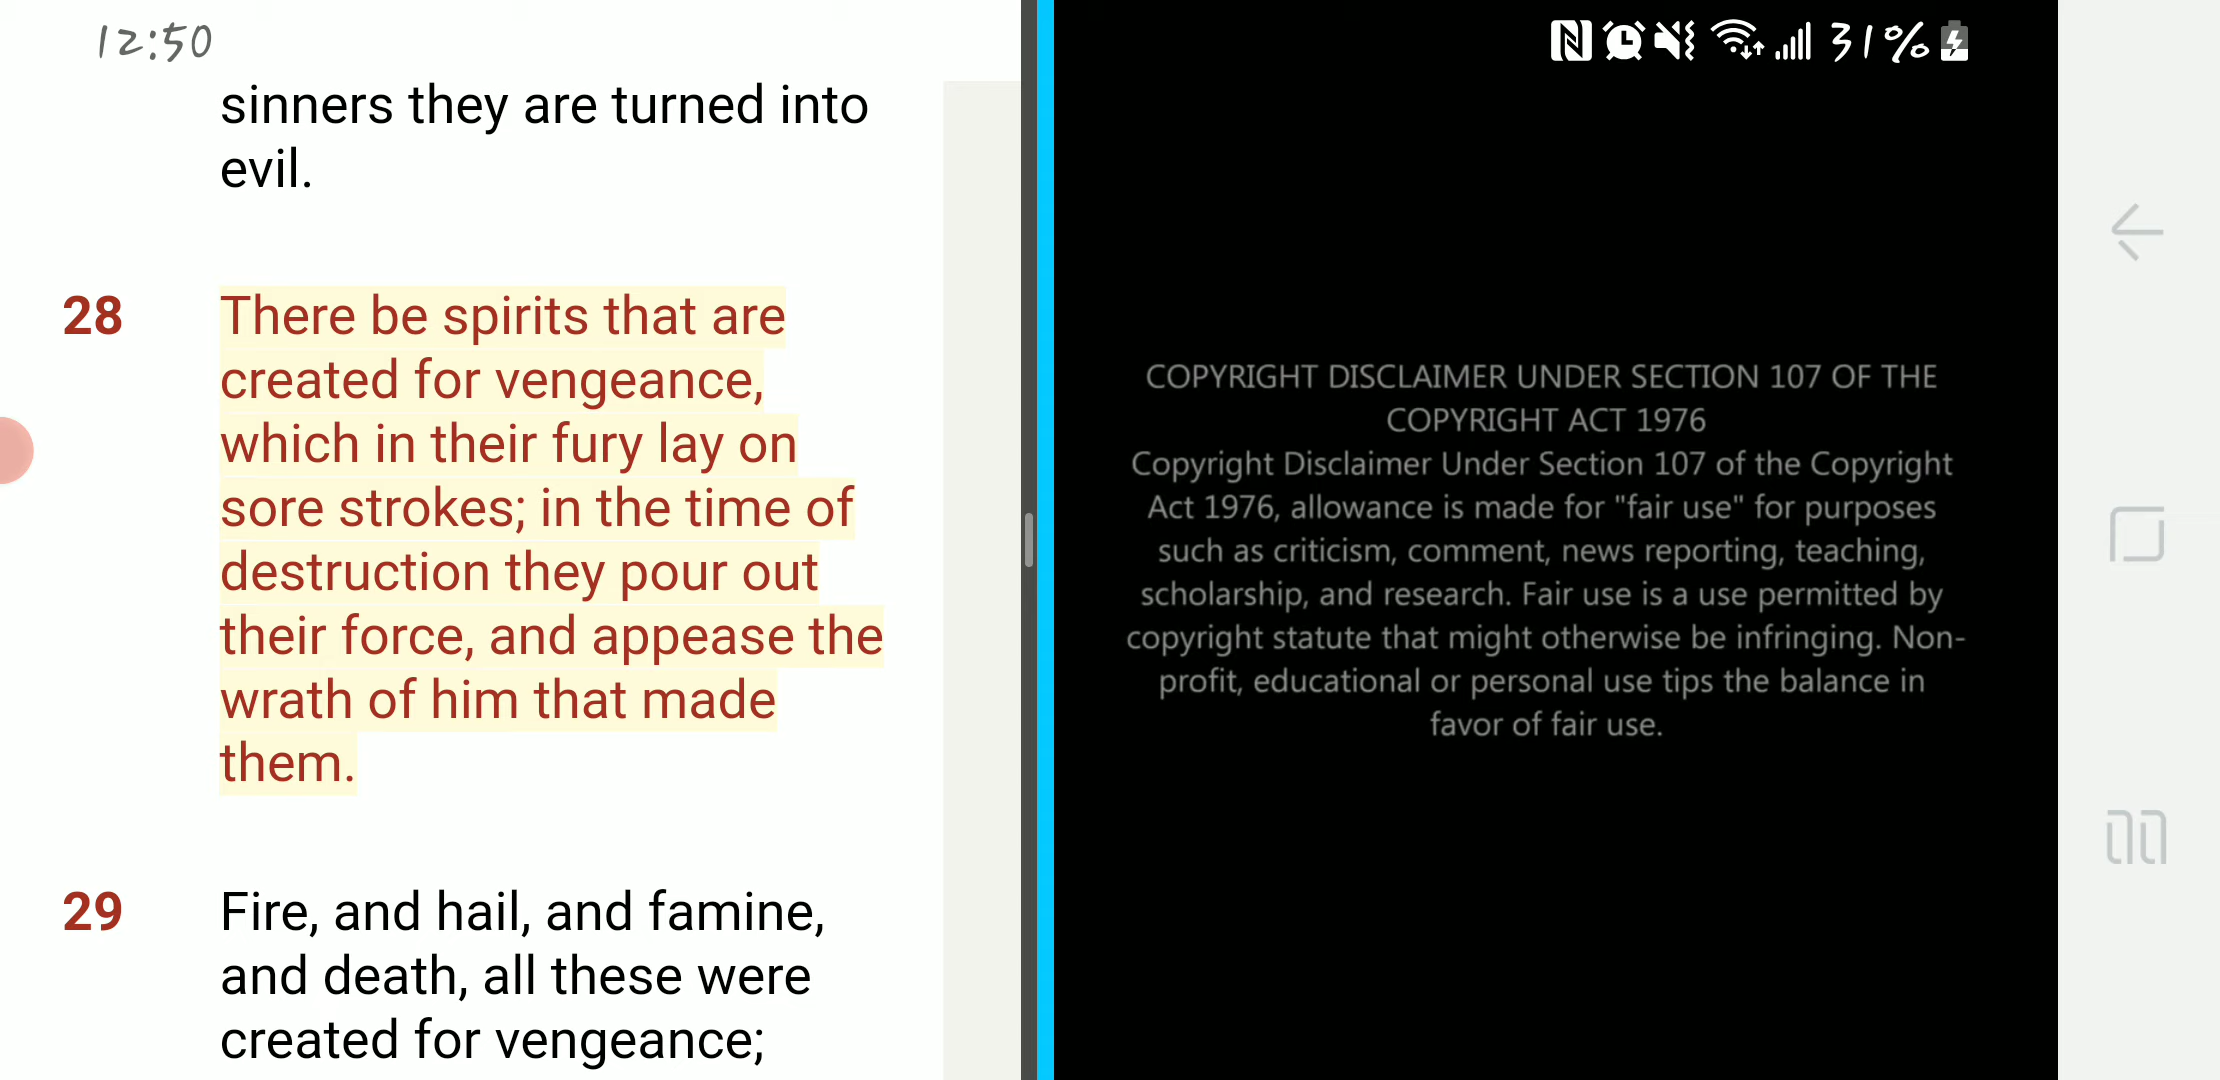 12:50
31%
sinners they are turned into
evil.
28
There be spirits that are
created for vengeance,
which in their fury lay on
sore strokes; in the time of
destruction they pour out
their force, and appease the
wrath of him that made
them.
29
Fire, and hail, and famine,
and death, all these were
created for vengeance;
COPYRIGHT DISCLAIMER UNDER SECTION 107 OF THE
COPYRIGHT ACT 1976
Copyright Disclaimer Under Section 107 of the Copyright
Act 1976, allowance is made for "fair use" for purposes
such as criticism, comment, news reporting, teaching,
scholarship, and research. Fair use is a use permitted by
copyright statute that might otherwise be infringing. Non-
profit, educational or personal use tips the balance in
favor of fair use.